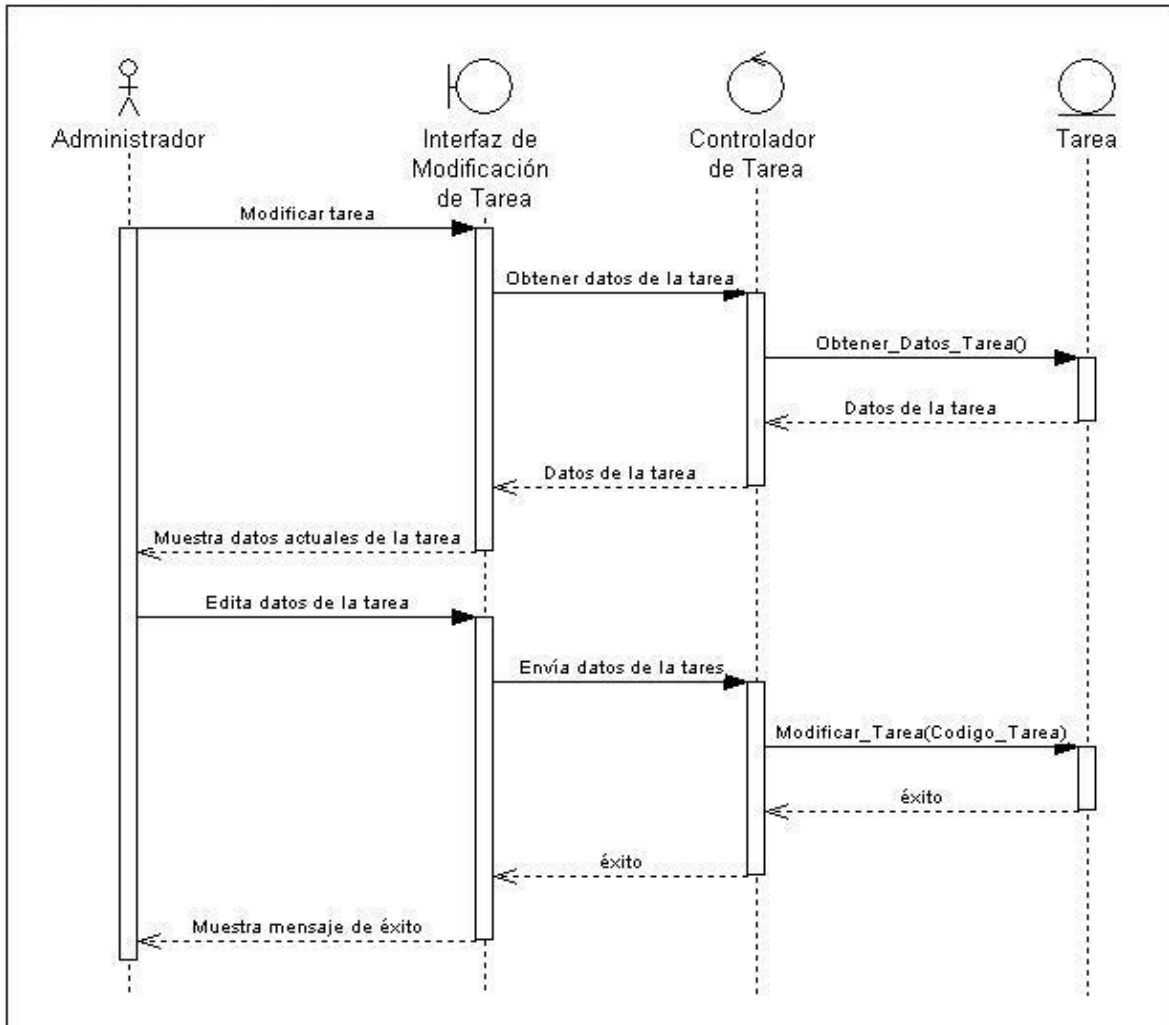 Administrador
Interfaz de
Modificación
de Tarea
Controlador
de Tarea
Tarea
Modificar tarea
Obtener datos de la tarea
Obtener_Datos_Tarea()
Datos de la tarea
Datos de la tarea
Muestra datos actuales de la tarea
Edita datos de la tarea
Envía datos de la tares
Modificar_Tarea(Codigo_Tarea)
éxito
éxito
Muestra mensaje de éxito